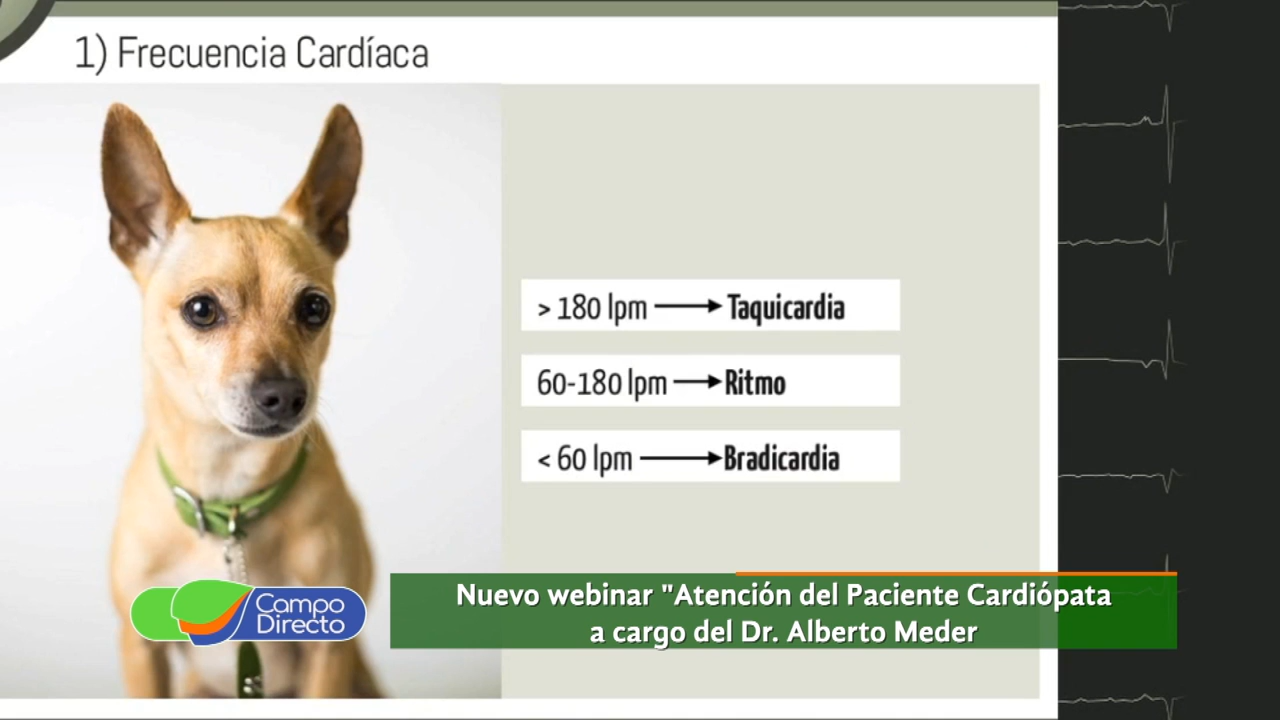 1) Frecuencia Cardíaca
> 180 lpm → Taquicardia
60-180 lpm → Ritmo
< 60 lpm → Bradicardia
Campo
Directo
Nuevo webinar "Atención del Paciente Cardiópata
a cargo del Dr. Alberto Meder